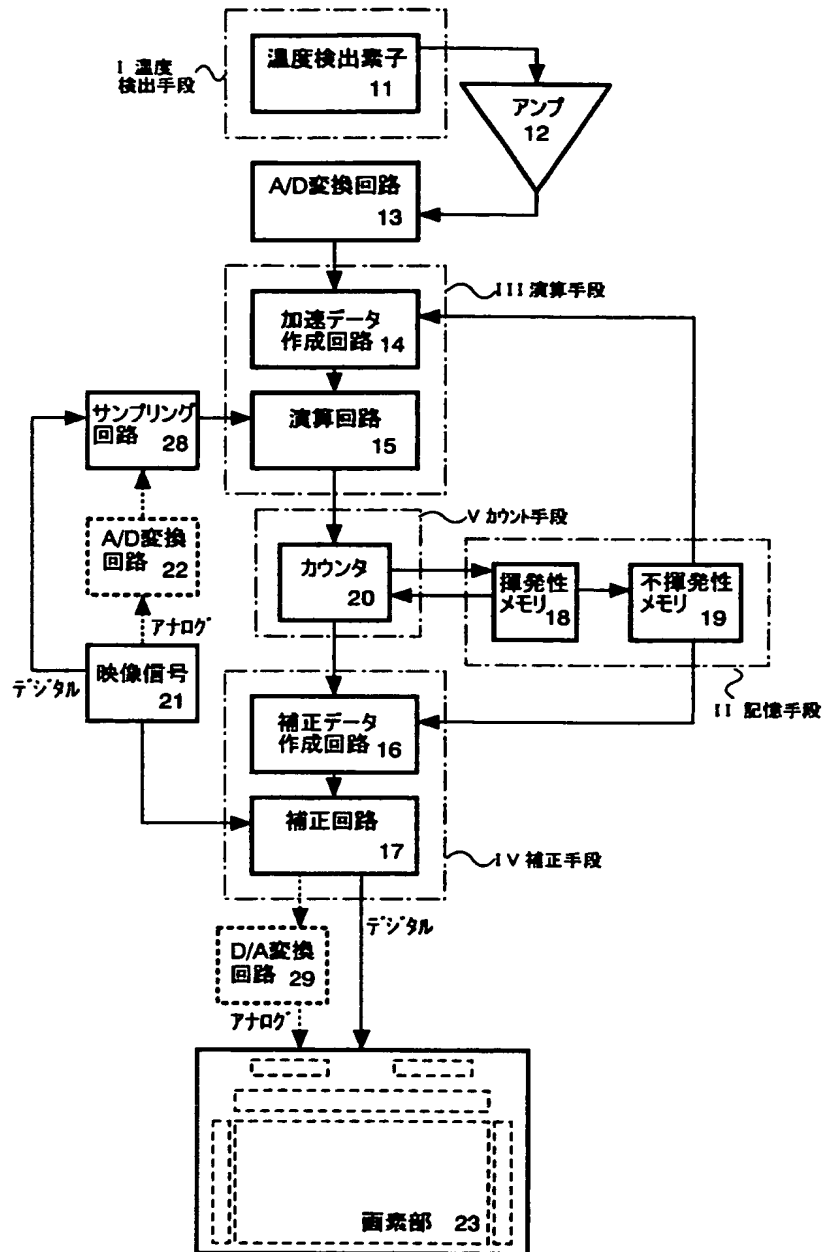 I 温度
検出手段
温度検出素子
11
アンプ
12
A/D変換回路
13
III 演算手段
加速データ
作成回路 14
サンプリング
回路 28
演算回路
15
V カウント手段
A/D変換
回路 22
カウンタ
20
揮発性
メモリ 18
不揮発性
メモリ 19
アナログ
デジタル
映像信号
21
II 記憶手段
補正データ
作成回路 16
補正回路
17
IV 補正手段
デジタル
D/A変換
回路 29
アナログ
画素部 23